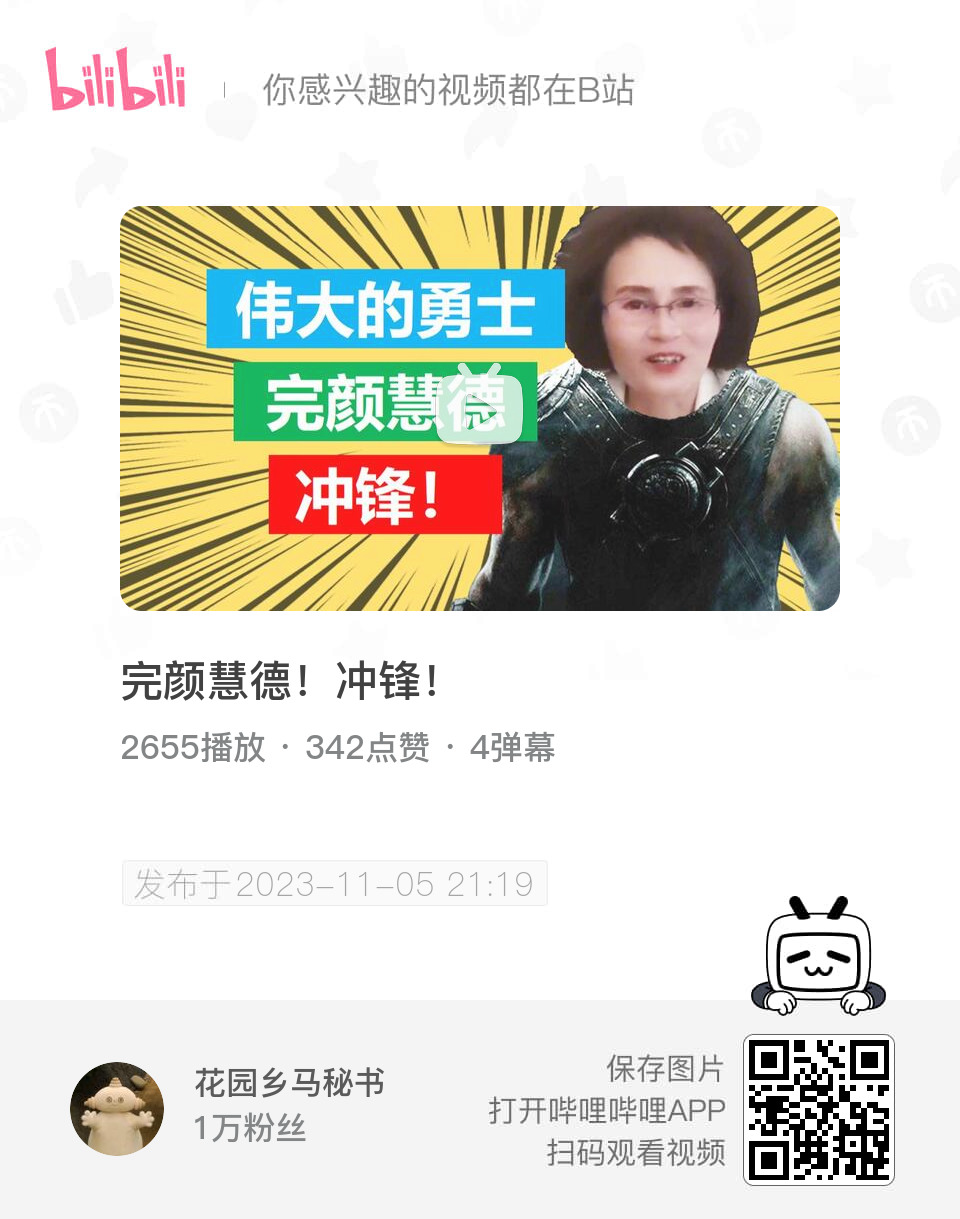 bilibili
你感兴趣的视频都在B站
伟大的勇士
完颜慧德
冲锋！
完颜慧德！冲锋！
2655播放 · 342点赞 · 4弹幕
发布于2023-11-05 21:19
花园乡马秘书
1万粉丝
保存图片
打开哔哩哔哩APP
扫码观看视频